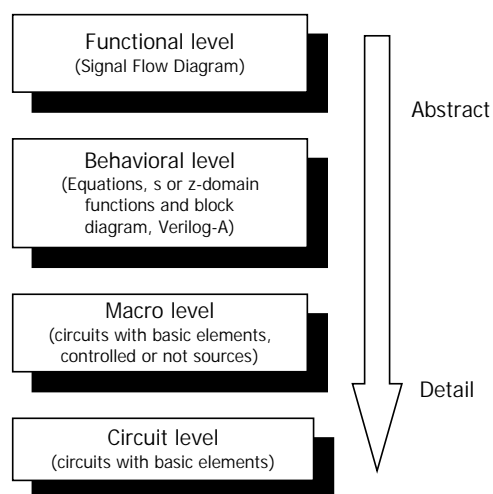 Functional level
(Signal Flow Diagram)
Abstract
Behavioral level
(Equations, s or z-domain
functions and block
diagram, Verilog-A)
Macro level
(circuits with basic elements,
controlled or not sources)
Detail
Circuit level
(circuits with basic elements)